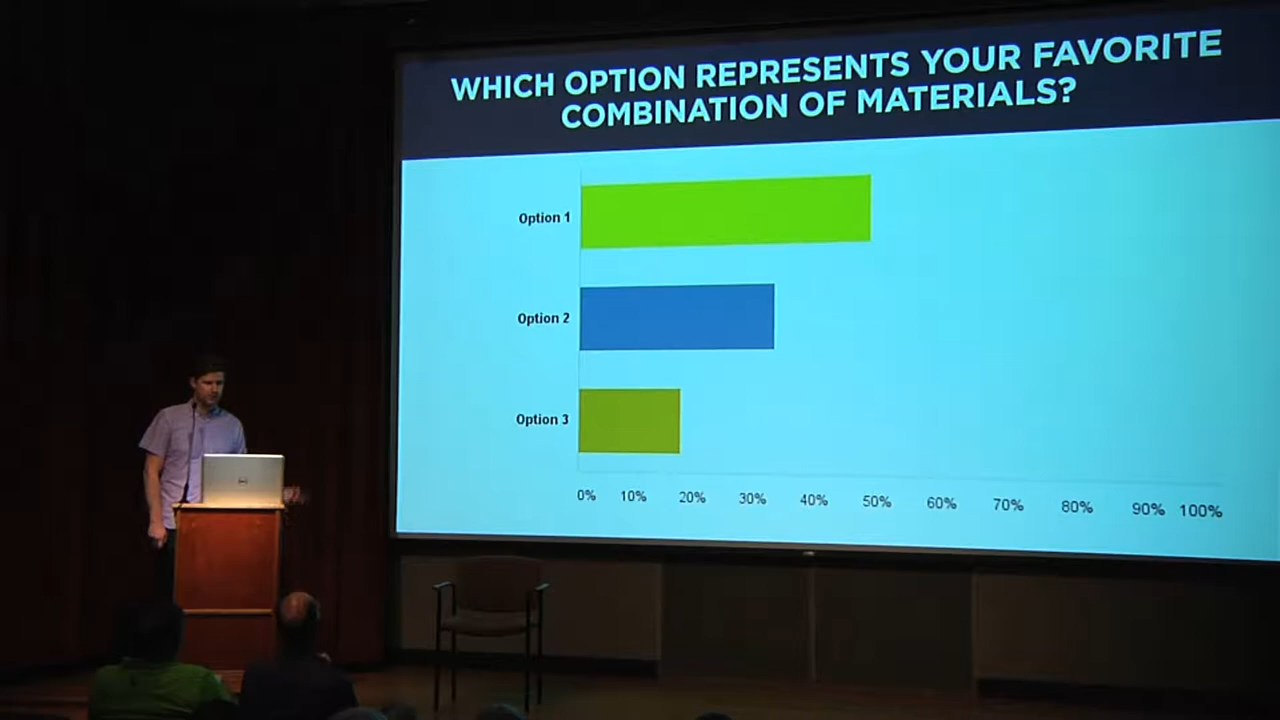 WHICH OPTION REPRESENTS YOUR FAVORITE
COMBINATION OF MATERIALS?
Option 1
Option 2
Option 3
0% 10% 20% 30% 40% 50% 60% 70% 80% 90% 100%